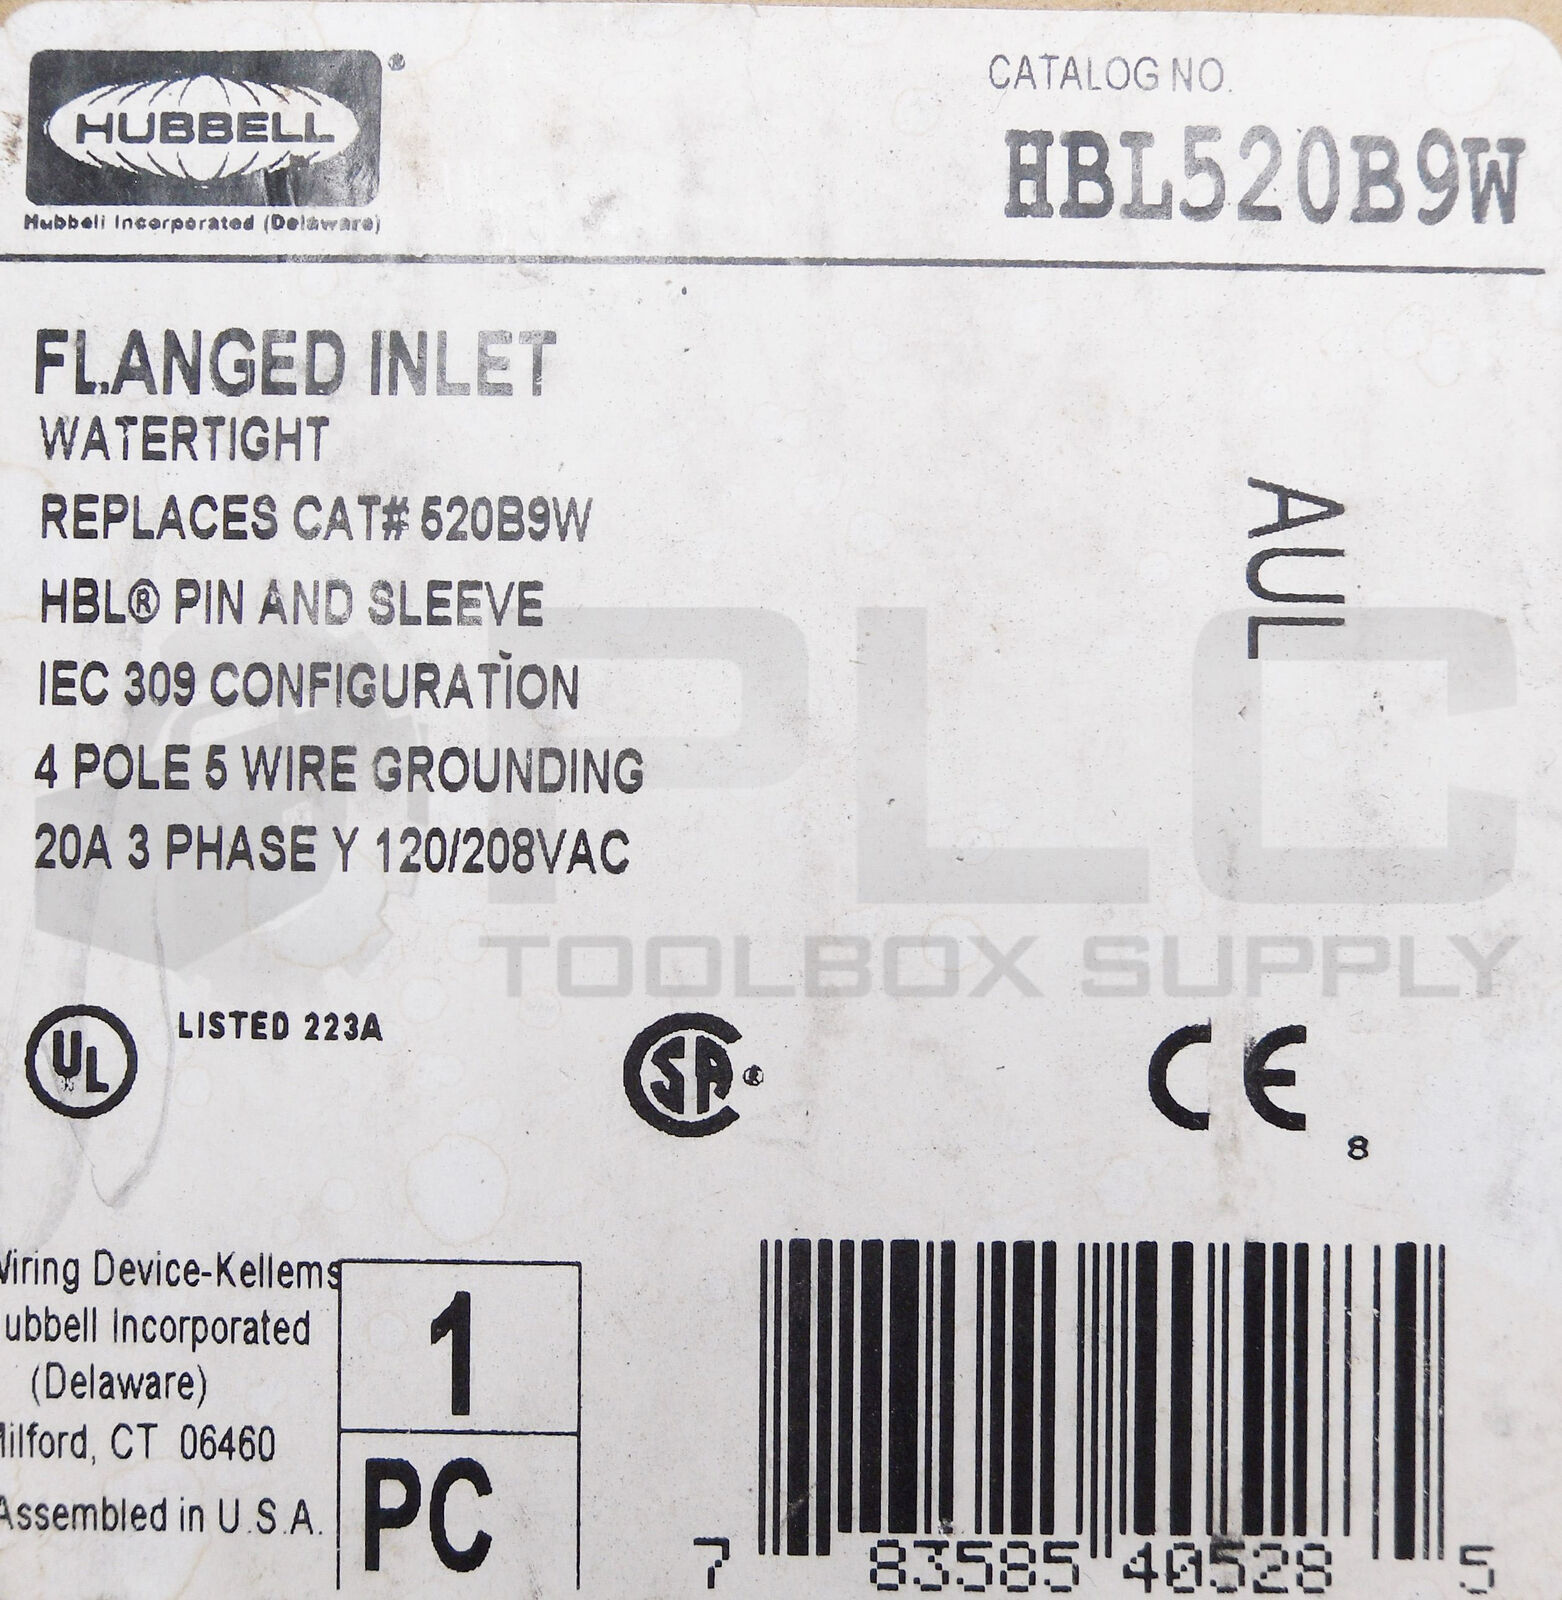 HUBBELL®
Hubbell Incorporated (Delaware)
CATALOG NO.
HBL520B9W
FLANGED INLET
WATERTIGHT
REPLACES CAT# 520B9W
HBL® PIN AND SLEEVE
IEC 309 CONFIGURATION
4 POLE 5 WIRE GROUNDING
20A 3 PHASE Y 120/208VAC
AUL
PLC
TOOLBOX SUPPLY
UL LISTED 223A
SA®
CE
8
Wiring Device-Kellems
ubbell Incorporated
(Delaware)
ilford, CT 06460
Assembled in U.S.A.
1
PC
7 83585 40528 5